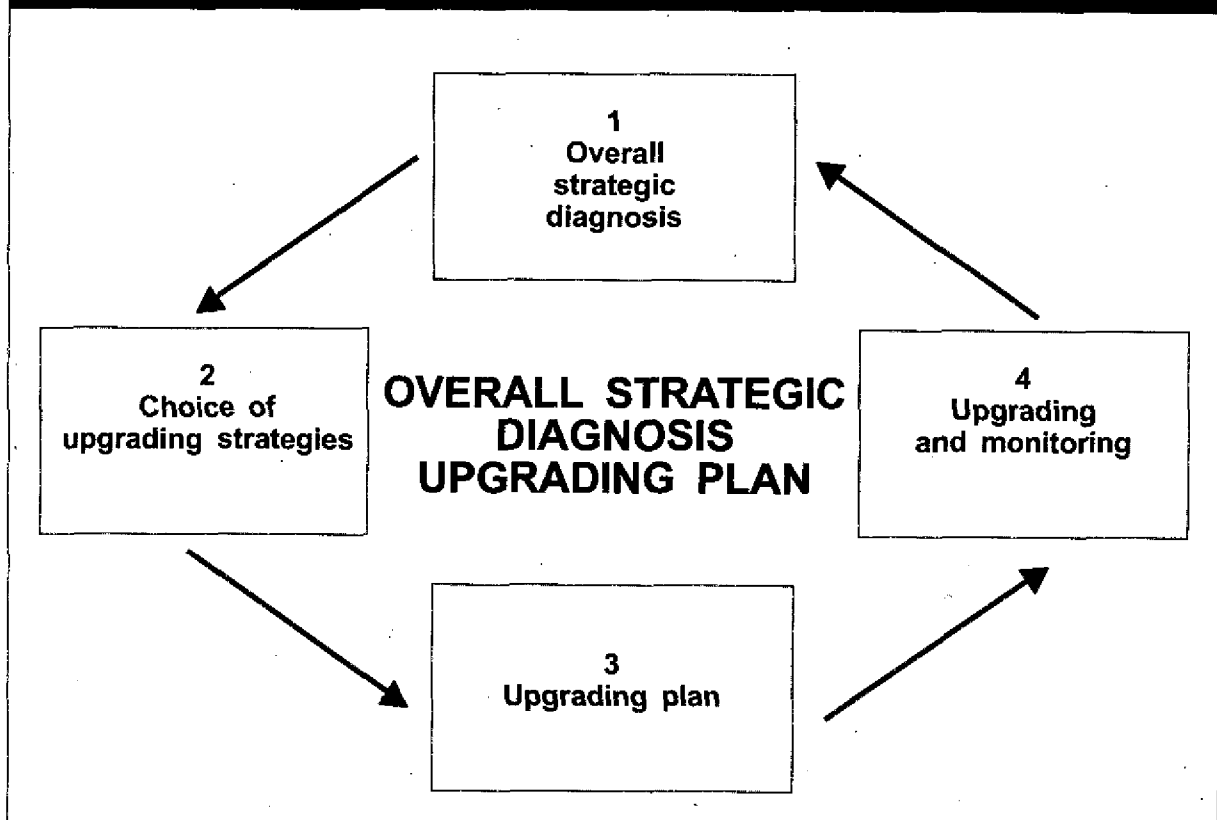 1
Overall
strategic
diagnosis
2
Choice of
upgrading strategies
OVERALL STRATEGIC
DIAGNOSIS
UPGRADING PLAN
4
Upgrading
and monitoring
3
Upgrading plan